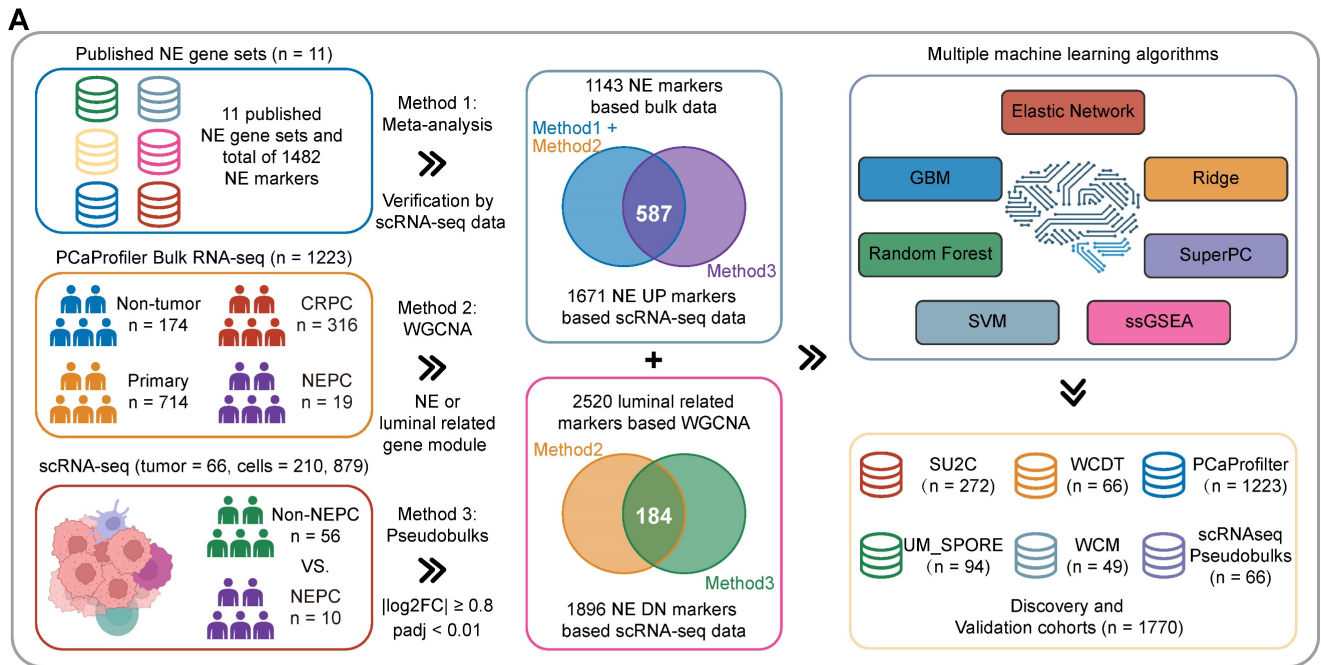 A
Published NE gene sets (n = 11)
11 published
NE gene sets and
total of 1482
NE markers
Method 1:
Meta-analysis
Verification by
scRNA-seq data
PCaProfiler Bulk RNA-seq (n = 1223)
Non-tumor
n = 174
CRPC
n = 316
Primary
n = 714
NEPC
n = 19
Method 2:
WGCNA
NE or
luminal related
gene module
scRNA-seq (tumor = 66, cells = 210, 879)
Non-NEPC
n = 56
VS.
NEPC
n = 10
Method 3:
Pseudobulks
|log2FC| ≥ 0.8
padj < 0.01
1143 NE markers
based bulk data
Method1 +
Method2
587
Method3
1671 NE UP markers
based scRNA-seq data
+
2520 luminal related
markers based WGCNA
Method2
184
Method3
1896 NE DN markers
based scRNA-seq data
Multiple machine learning algorithms
Elastic Network
GBM
Ridge
Random Forest
SuperPC
SVM
ssGSEA
SU2C
(n = 272)
WCDT
(n = 66)
PCaProfilter
(n = 1223)
UM_SPORE
(n = 94)
WCM
(n = 49)
scRNAseq
Pseudobulks
(n = 66)
Discovery and
Validation cohorts (n = 1770)